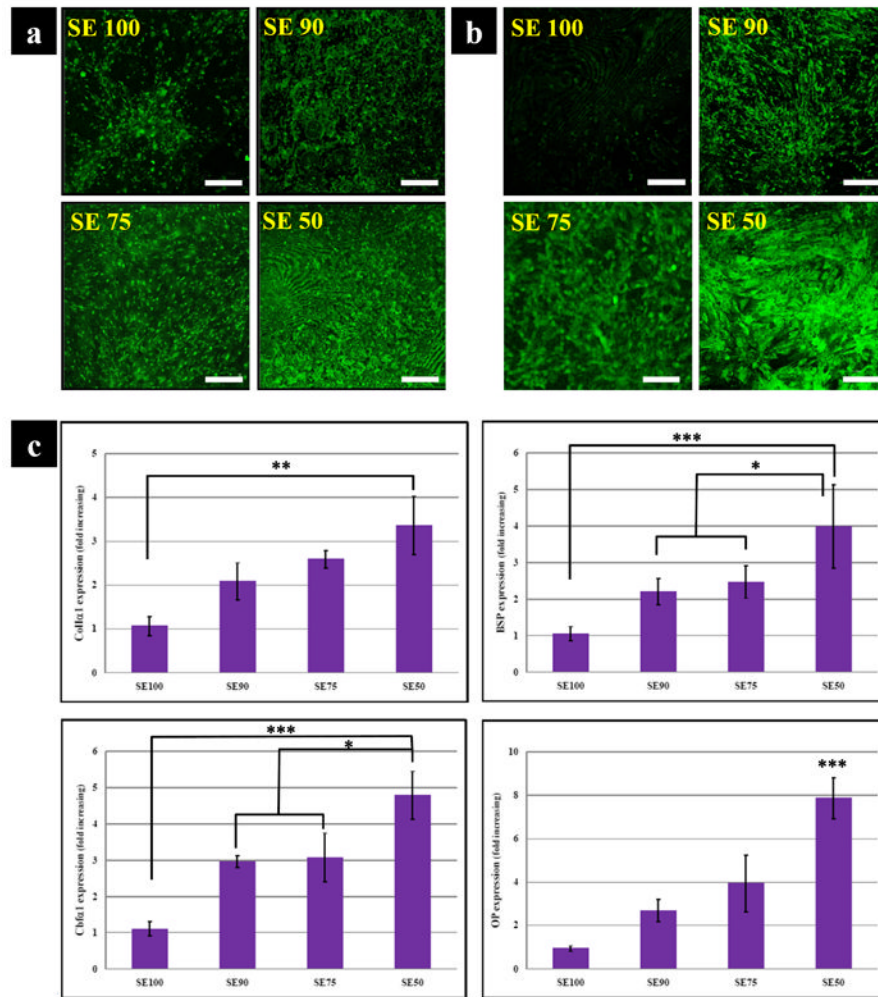 a
SE 100
SE 90
SE 75
SE 50
b
SE 100
SE 90
SE 75
SE 50
c
ColIα1 expression (fold increasing)
5
4
3
2
1
0
**
SE100
SE90
SE75
SE50
BSP expression (fold increasing)
6
5
4
3
2
1
0
***
*
SE100
SE90
SE75
SE50
Cbfα1 expression (fold increasing)
6
5
4
3
2
1
0
***
*
SE100
SE90
SE75
SE50
OP expression (fold increasing)
10
8
6
4
2
0
***
SE100
SE90
SE75
SE50